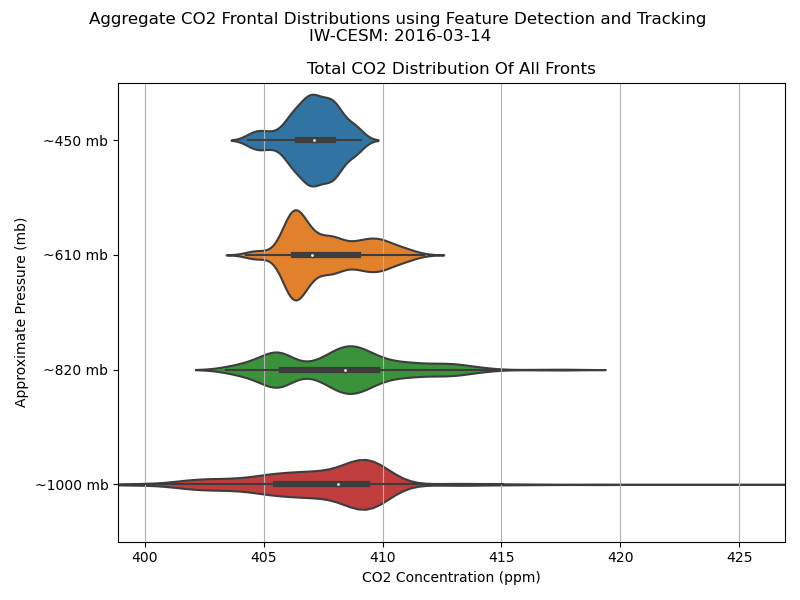 Aggregate CO2 Frontal Distributions using Feature Detection and Tracking
IW-CESM: 2016-03-14
Total CO2 Distribution Of All Fronts
~450 mb
~610 mb
~820 mb
~1000 mb
Approximate Pressure (mb)
400
405
410
415
420
425
CO2 Concentration (ppm)